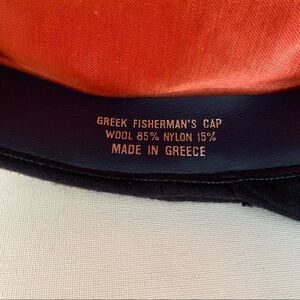 GREEK FISHERMAN'S CAP
WOOL 85% NYLON 15%
MADE IN GREECE